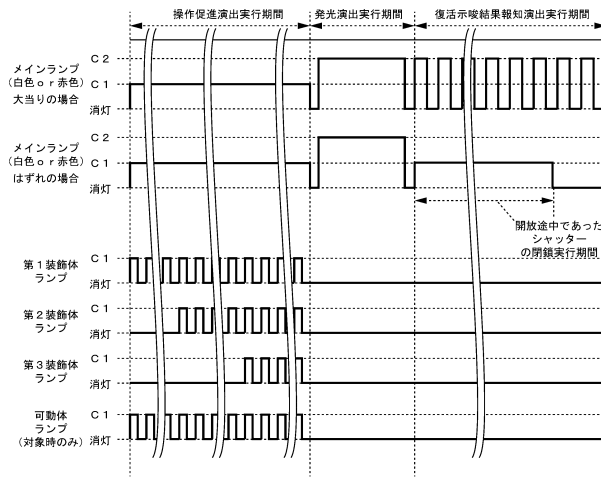 操作促進演出実行期間
発光演出実行期間
復活示唆結果報知演出実行期間
メインランプ
(白色ｏｒ赤色)
大当りの場合
Ｃ２
Ｃ１
消灯
メインランプ
(白色ｏｒ赤色)
はずれの場合
Ｃ２
Ｃ１
消灯
開放途中であった
シャッター
の閉鎖実行期間
第１装飾体
ランプ
Ｃ１
消灯
第２装飾体
ランプ
Ｃ１
消灯
第３装飾体
ランプ
Ｃ１
消灯
可動体
ランプ
(対象時のみ)
Ｃ１
消灯